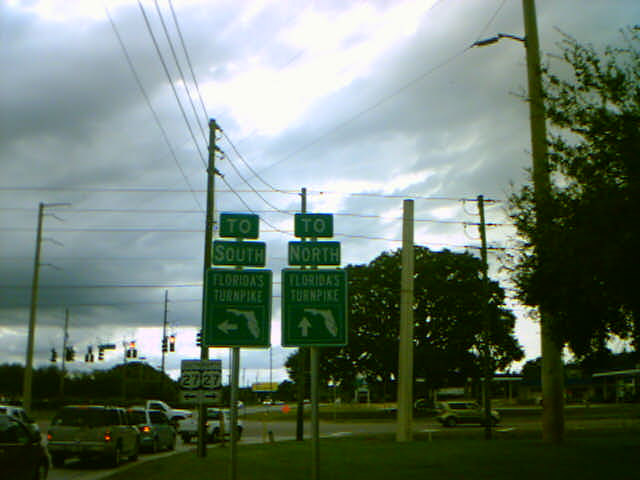 TO
SOUTH
FLORIDA'S
TURNPIKE
TO
NORTH
FLORIDA'S
TURNPIKE
27 27